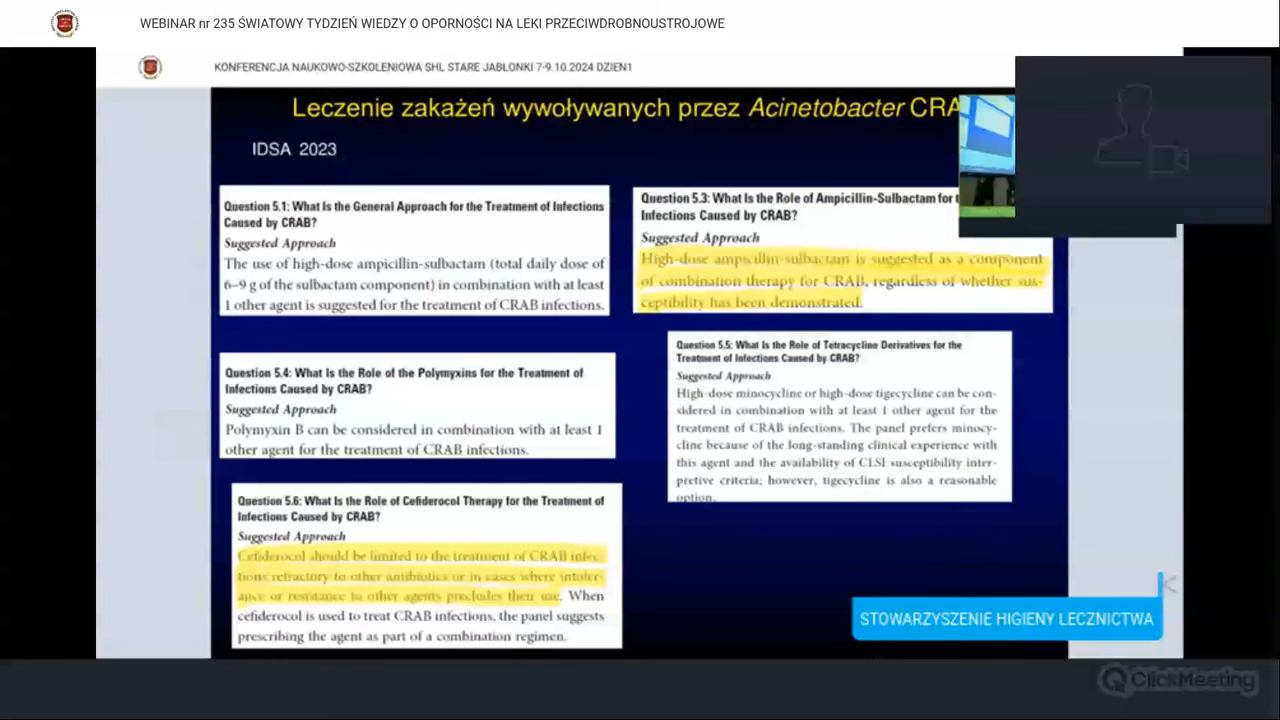 WEBINAR nr 235 ŚWIATOWY TYDZIEŃ WIEDZY O OPORNOŚCI NA LEKI PRZECIWDROBNOUSTROJOWE
KONFERENCJA NAUKOWO-SZKOLENIOWA SHL STARE JABŁONKI 7-9.10.2024 DZIEN1
Leczenie zakażeń wywoływanych przez Acinetobacter CRA
IDSA 2023
Question 5.1: What Is the General Approach for the Treatment of Infections
Caused by CRAB?
Suggested Approach
The use of high-dose ampicillin-sulbactam (total daily dose of
6–9 g of the sulbactam component) in combination with at least
1 other agent is suggested for the treatment of CRAB infections.
Question 5.3: What Is the Role of Ampicillin-Sulbactam for
Infections Caused by CRAB?
Suggested Approach
High-dose ampicillin-sulbactam is suggested as a component
of combination therapy for CRAB, regardless of whether sus-
ceptibility has been demonstrated.
Question 5.4: What Is the Role of the Polymyxins for the Treatment of
Infections Caused by CRAB?
Suggested Approach
Polymyxin B can be considered in combination with at least 1
other agent for the treatment of CRAB infections.
Question 5.5: What Is the Role of Tetracycline Derivatives for the
Treatment of Infections Caused by CRAB?
Suggested Approach
High-dose minocycline or high-dose tigecycline can be con-
sidered in combination with at least 1 other agent for the
treatment of CRAB infections. The panel prefers minocy-
cline because of the long-standing clinical experience with
this agent and the availability of CLSI susceptibility inter-
pretive criteria; however, tigecycline is also a reasonable
option.
Question 5.6: What Is the Role of Cefiderocol Therapy for the Treatment of
Infections Caused by CRAB?
Suggested Approach
Cefiderocol should be limited to the treatment of CRAB infec-
tions refractory to other antibiotics or in cases where intoler-
ance or resistance to other agents precludes their use. When
cefiderocol is used to treat CRAB infections, the panel suggests
prescribing the agent as part of a combination regimen.
STOWARZYSZENIE HIGIENY LECZNICTWA
ClickMeeting